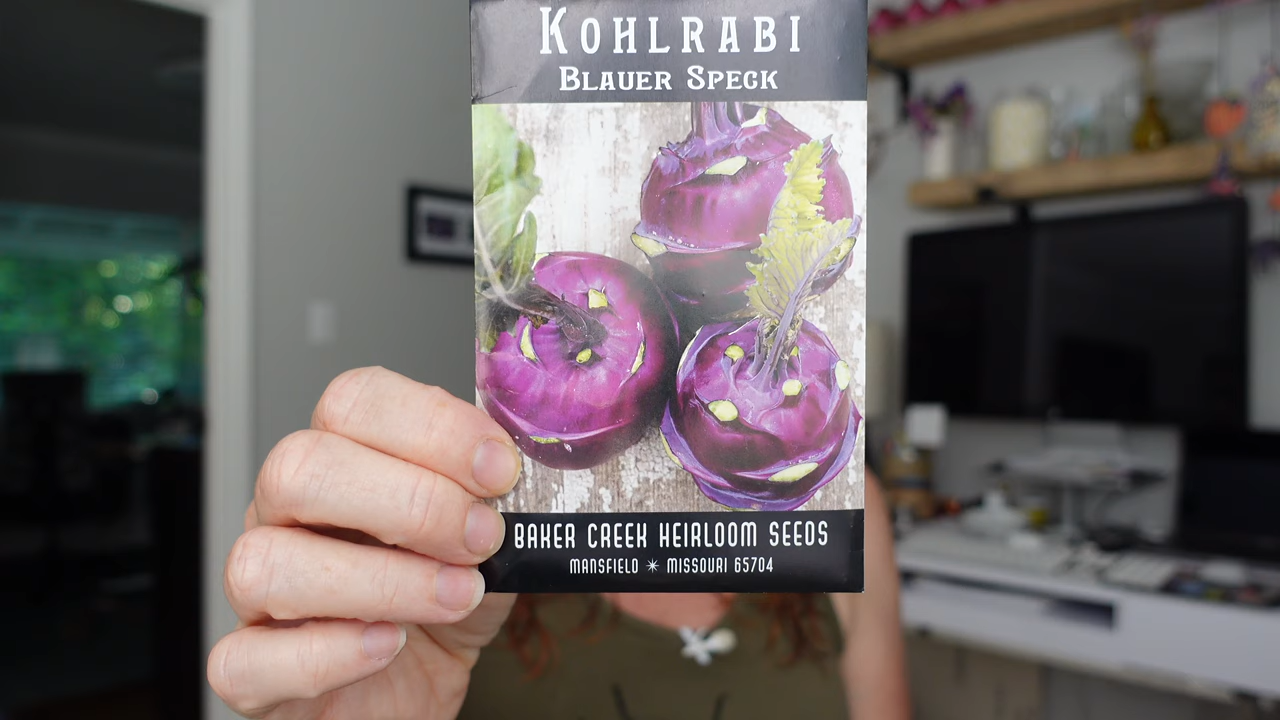 KOHLRABI
BLAUER SPECK
BAKER CREEK HEIRLOOM SEEDS
MANSFIELD ✴ MISSOURI 65704